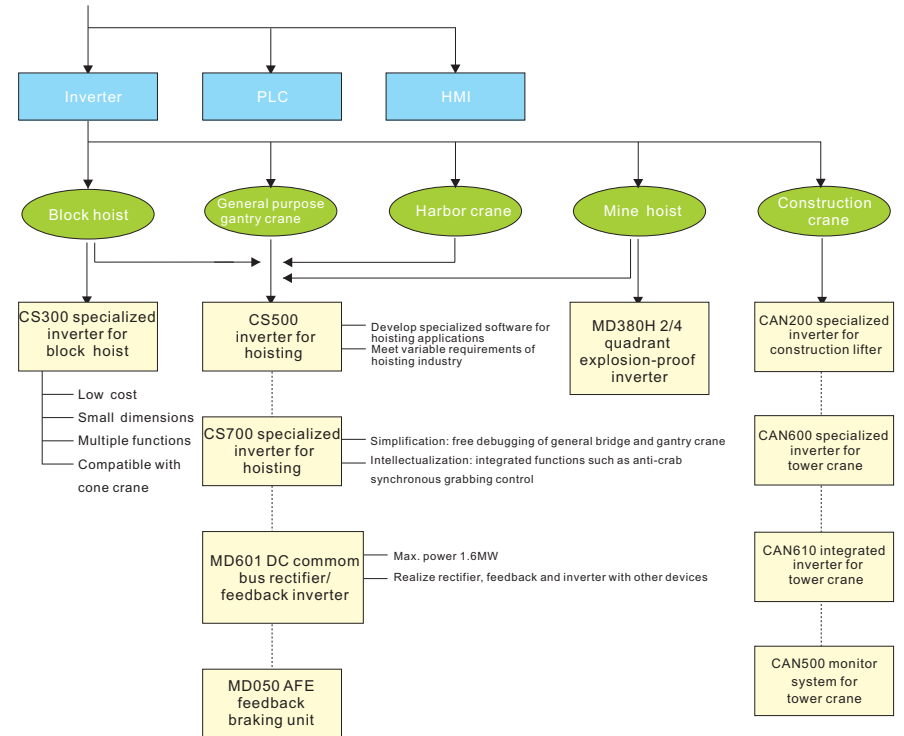 Inverter
PLC
HMI
Block hoist
General purpose
gantry crane
Harbor crane
Mine hoist
Construction
crane
CS300 specialized
inverter for
block hoist
Low cost
Small dimensions
Multiple functions
Compatible with
cone crane
CS500
inverter for
hoisting
Develop specialized software for
hoisting applications
Meet variable requirements of
hoisting industry
MD380H 2/4
quadrant
explosion-proof
inverter
CAN200 specialized
inverter for
construction lifter
CS700 specialized
inverter for
hoisting
Simplification: free debugging of general bridge and gantry crane
Intellectualization: integrated functions such as anti-crab
synchronous grabbing control
CAN600 specialized
inverter for
tower crane
MD601 DC commom
bus rectifier/
feedback inverter
Max. power 1.6MW
Realize rectifier, feedback and inverter with other devices
CAN610 integrated
inverter for
tower crane
MD050 AFE
feedback
braking unit
CAN500 monitor
system for
tower crane